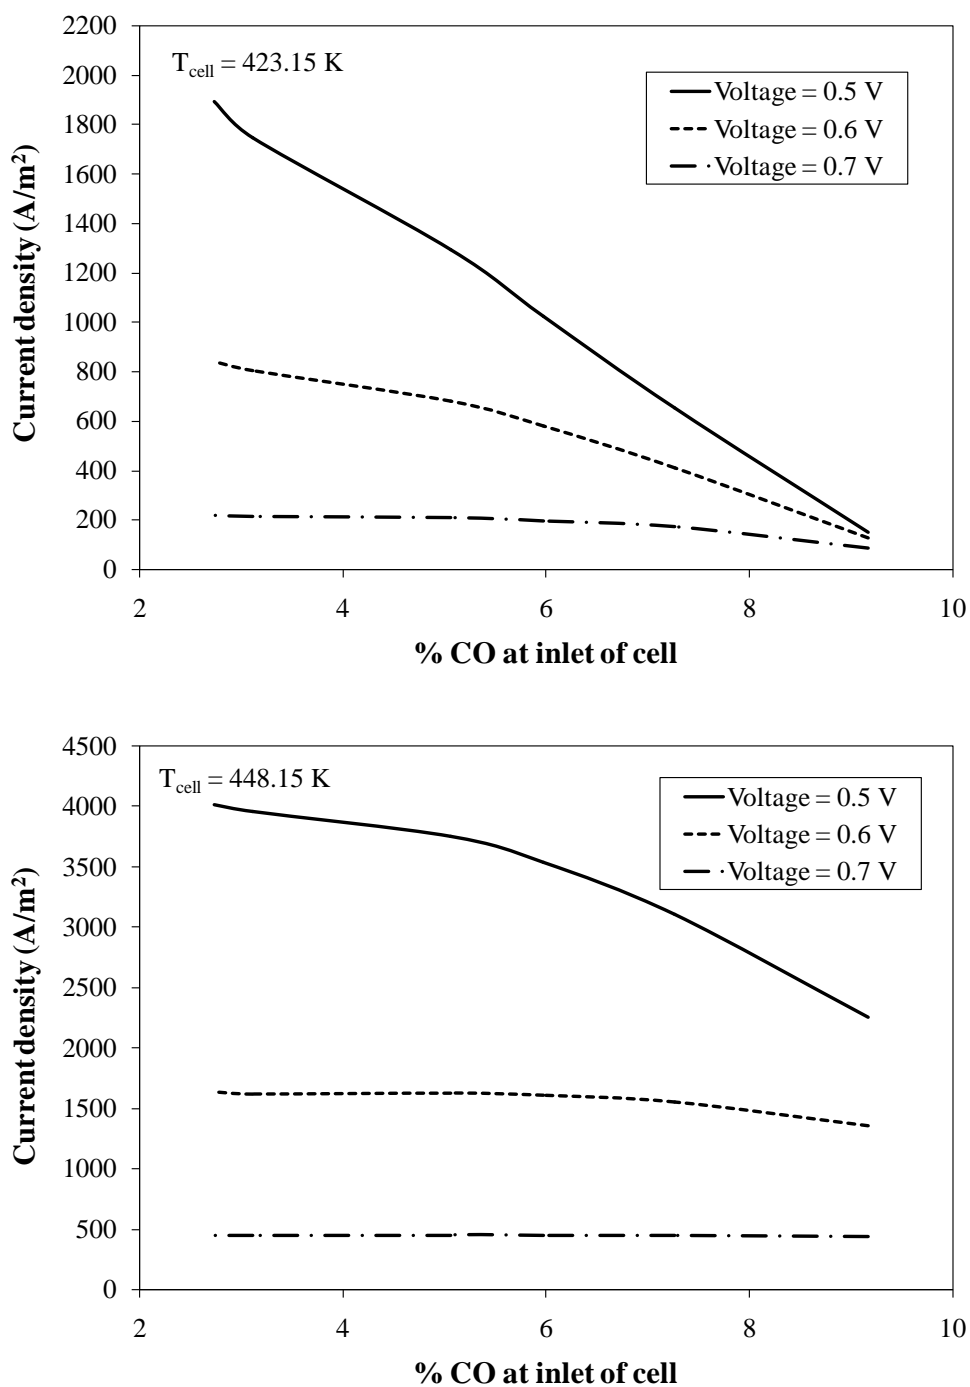 2200
2000
1800
1600
1400
1200
1000
800
600
400
200
0
Current density (A/m²)
T_cell = 423.15 K
Voltage = 0.5 V
Voltage = 0.6 V
Voltage = 0.7 V
2 4 6 8 10
% CO at inlet of cell
4500
4000
3500
3000
2500
2000
1500
1000
500
0
Current density (A/m²)
T_cell = 448.15 K
Voltage = 0.5 V
Voltage = 0.6 V
Voltage = 0.7 V
2 4 6 8 10
% CO at inlet of cell